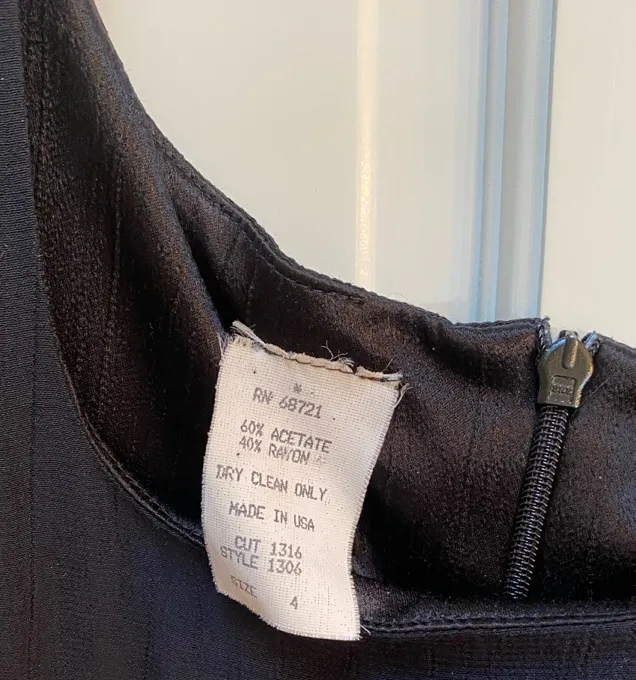 RN 68721
60% ACETATE
40% RAYON
DRY CLEAN ONLY
MADE IN USA
CUT 1316
STYLE 1306
SIZE 4